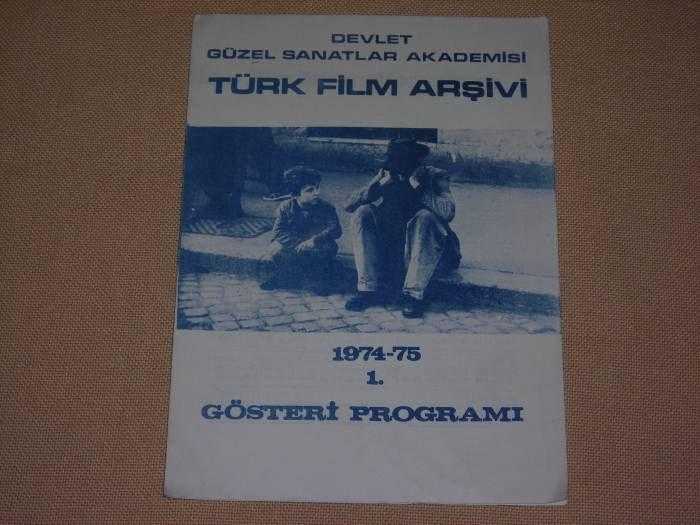 DEVLET
GÜZEL SANATLAR AKADEMİSİ
TÜRK FİLM ARŞİVİ
1974-75
1.
GÖSTERİ PROGRAMI